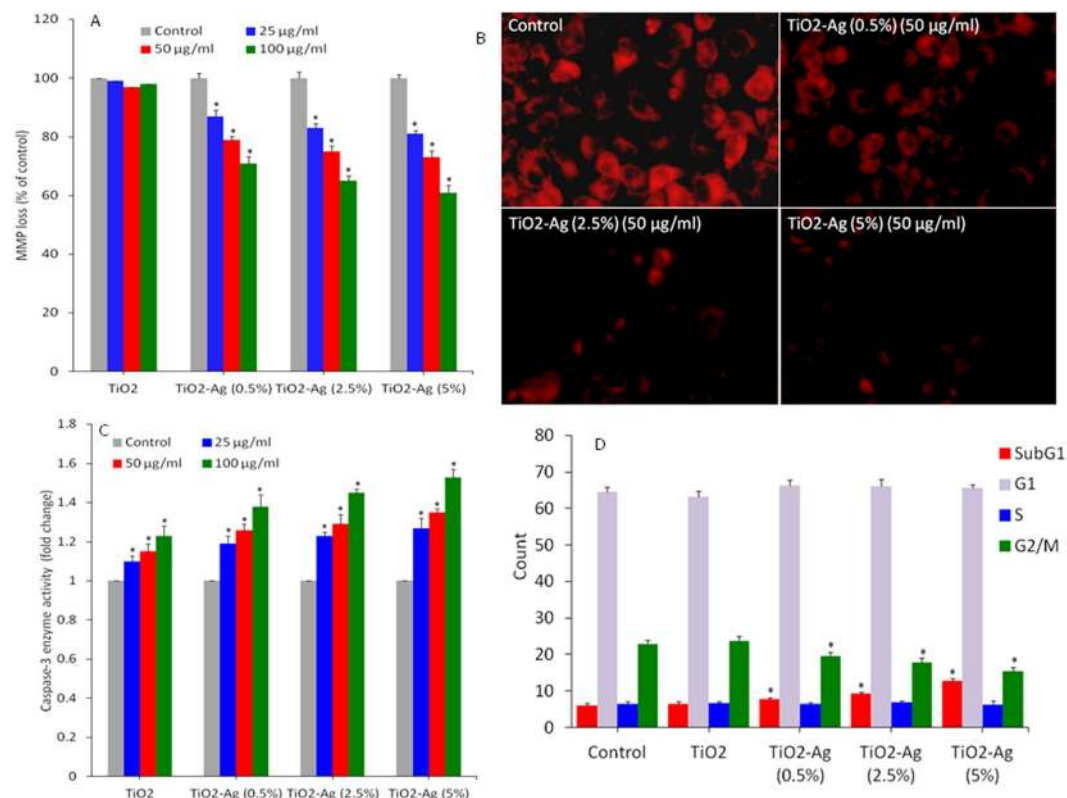 A
Control
25 µg/ml
50 µg/ml
100 µg/ml
MMP loss (% of control)
120
100
80
60
40
20
0
TiO2
TiO2-Ag (0.5%)
TiO2-Ag (2.5%)
TiO2-Ag (5%)
* * *
* * *
* * *
B
Control
TiO2-Ag (0.5%) (50 µg/ml)
TiO2-Ag (2.5%) (50 µg/ml)
TiO2-Ag (5%) (50 µg/ml)
C
Control
25 µg/ml
50 µg/ml
100 µg/ml
Caspase-3 enzyme activity (fold change)
1.8
1.6
1.4
1.2
1
0.8
0.6
0.4
0.2
0
* * *
* * *
* * *
* * *
TiO2
TiO2-Ag (0.5%)
TiO2-Ag (2.5%)
TiO2-Ag (5%)
D
SubG1
G1
S
G2/M
Count
80
70
60
50
40
30
20
10
0
* *
* *
* *
Control
TiO2
TiO2-Ag
(0.5%)
TiO2-Ag
(2.5%)
TiO2-Ag
(5%)